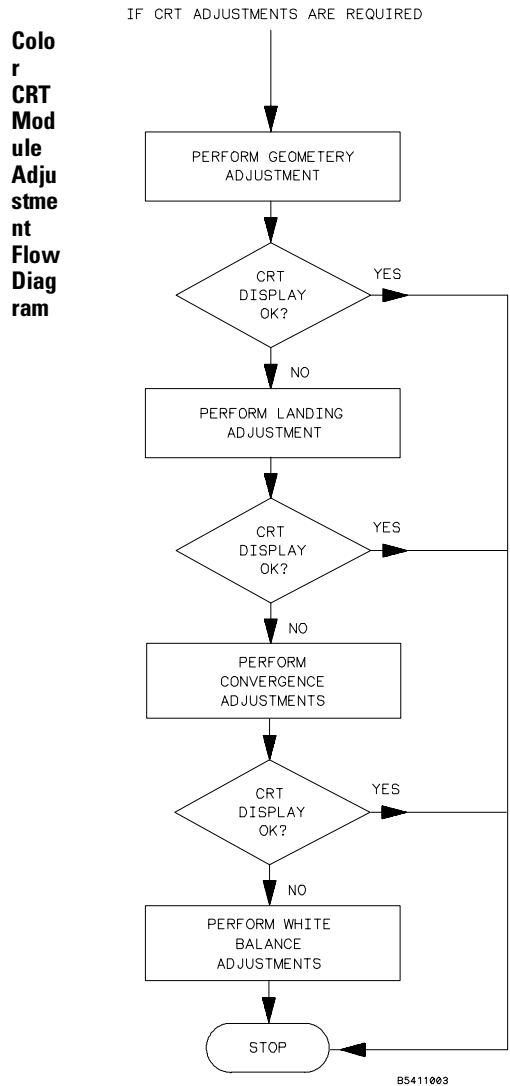 IF CRT ADJUSTMENTS ARE REQUIRED
Colo
r
CRT
Mod
ule
Adju
stme
nt
Flow
Diag
ram
PERFORM GEOMETERY
ADJUSTMENT
CRT
DISPLAY
OK?
YES
NO
PERFORM LANDING
ADJUSTMENT
CRT
DISPLAY
OK?
YES
NO
PERFORM
CONVERGENCE
ADJUSTMENTS
CRT
DISPLAY
OK?
YES
NO
PERFORM WHITE
BALANCE
ADJUSTMENTS
STOP
B5411003